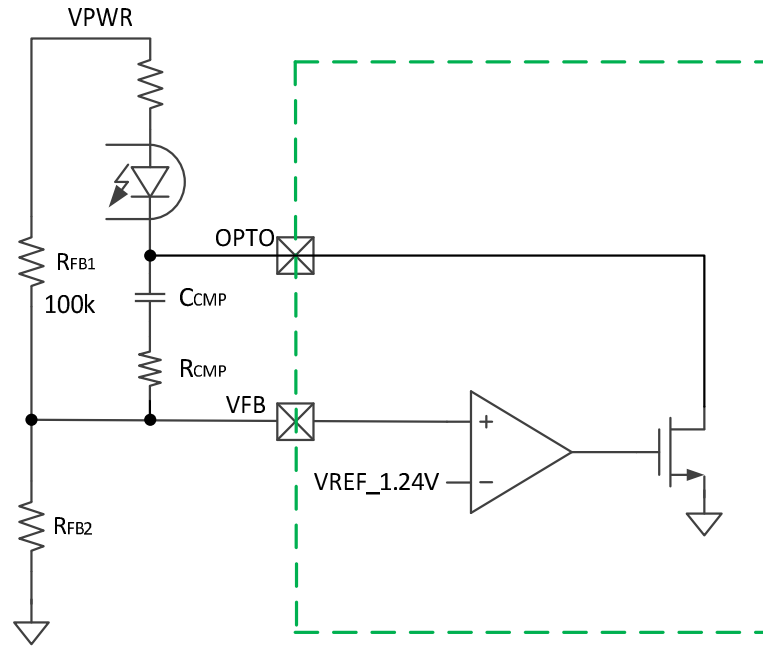 VPWR
OPTO
RFB1
100k
CCMP
RCMP
VFB
+
VREF_1.24V
−
RFB2